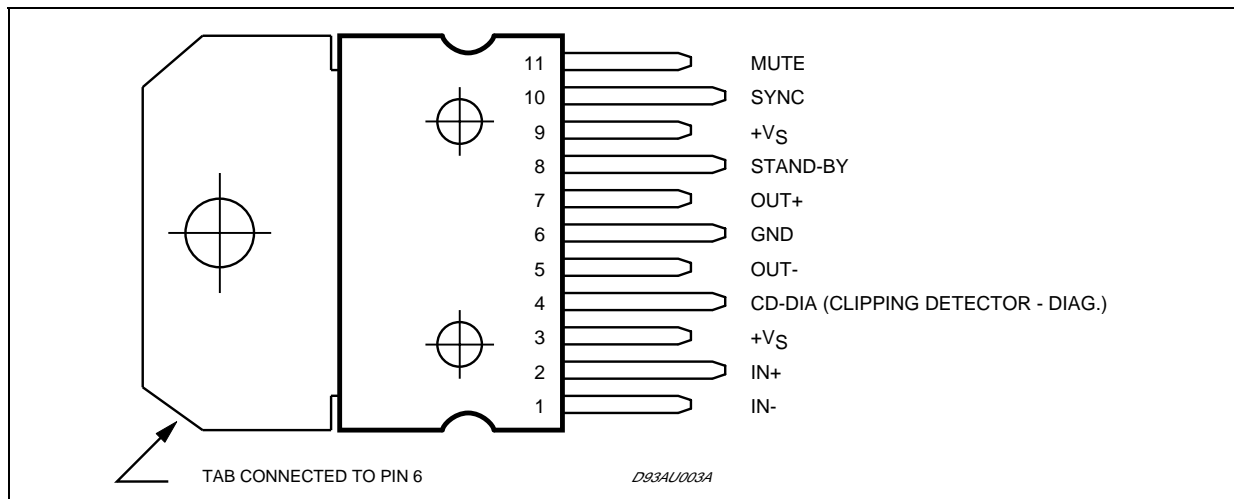 11 MUTE
10 SYNC
9 +VS
8 STAND-BY
7 OUT+
6 GND
5 OUT-
4 CD-DIA (CLIPPING DETECTOR - DIAG.)
3 +VS
2 IN+
1 IN-
TAB CONNECTED TO PIN 6
D93AU003A